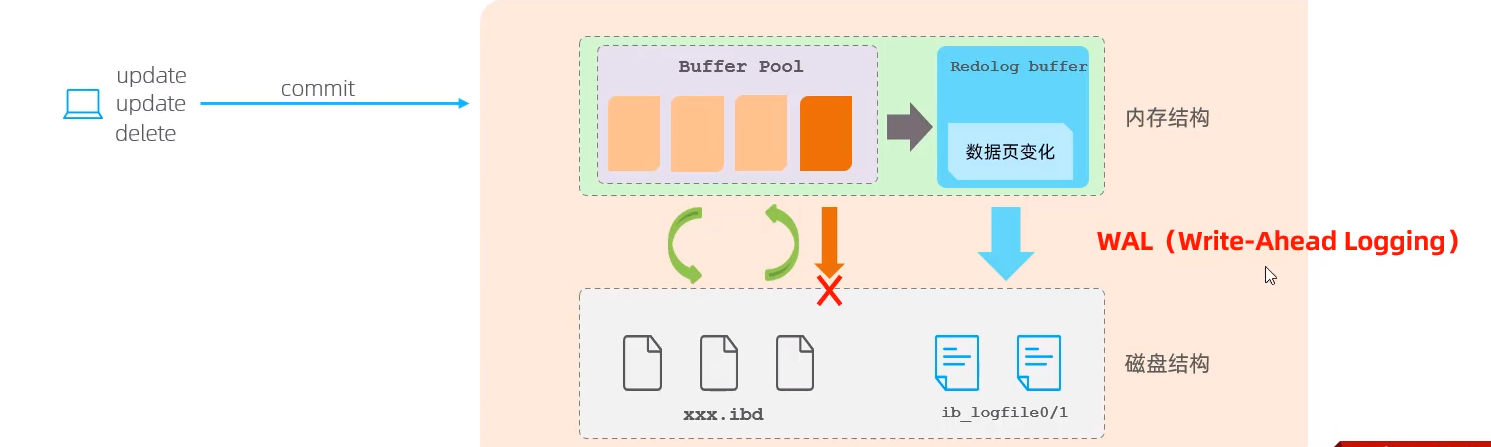 update
update
delete
commit
Buffer Pool
Redolog buffer
数据页变化
内存结构
WAL（Write-Ahead Logging）
xxx.ibd
ib_logfile0/1
磁盘结构